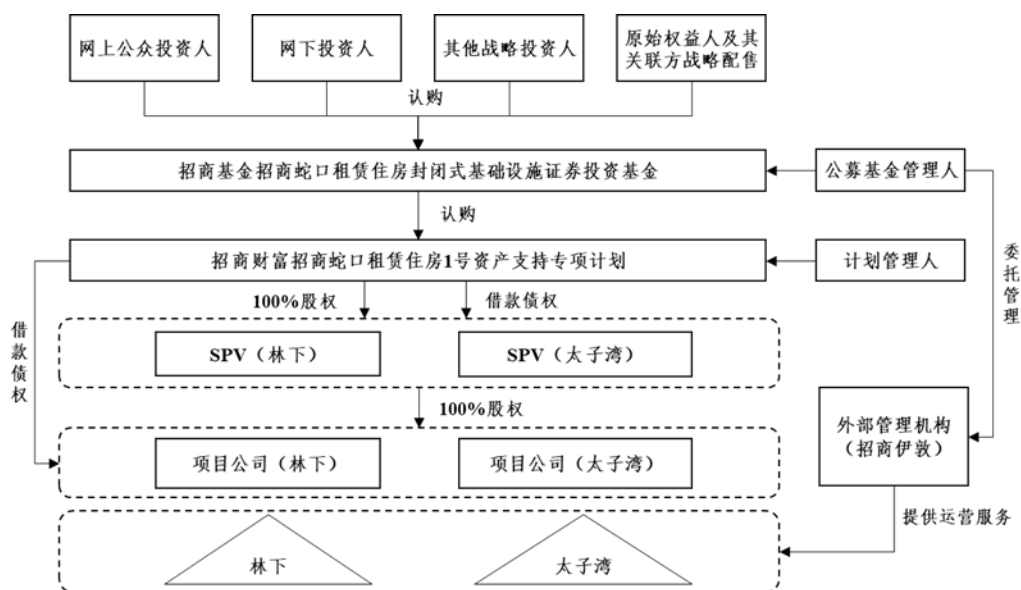 网上公众投资人
网下投资人
其他战略投资人
原始权益人及其
关联方战略配售
认购
招商基金招商蛇口租赁住房封闭式基础设施证券投资基金
公募基金管理人
认购
招商财富招商蛇口租赁住房1号资产支持专项计划
计划管理人
委托管理
100%股权
借款债权
借款债权
SPV（林下）
SPV（太子湾）
100%股权
外部管理机构
（招商伊敦）
项目公司（林下）
项目公司（太子湾）
提供运营服务
林下
太子湾